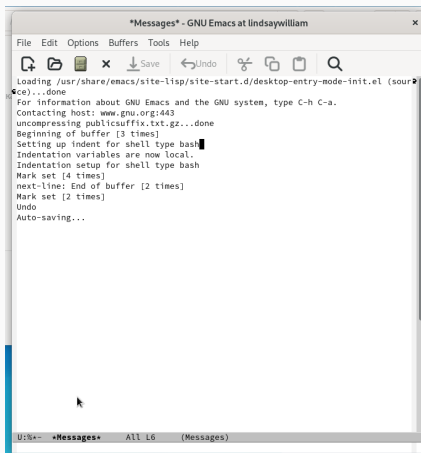 *Messages* - GNU Emacs at lindsaywilliam
×
File Edit Options Buffers Tools Help
Save Undo
Loading /usr/share/emacs/site-lisp/site-start.d/desktop-entry-mode-init.el (sour
ce)...done
For information about GNU Emacs and the GNU system, type C-h C-a.
Contacting host: www.gnu.org:443
uncompressing publicsuffix.txt.gz...done
Beginning of buffer [3 times]
Setting up indent for shell type bash
Indentation variables are now local.
Indentation setup for shell type bash
Mark set [4 times]
next-line: End of buffer [2 times]
Mark set [2 times]
Undo
Auto-saving...
U:%*- *Messages* All L6 (Messages)